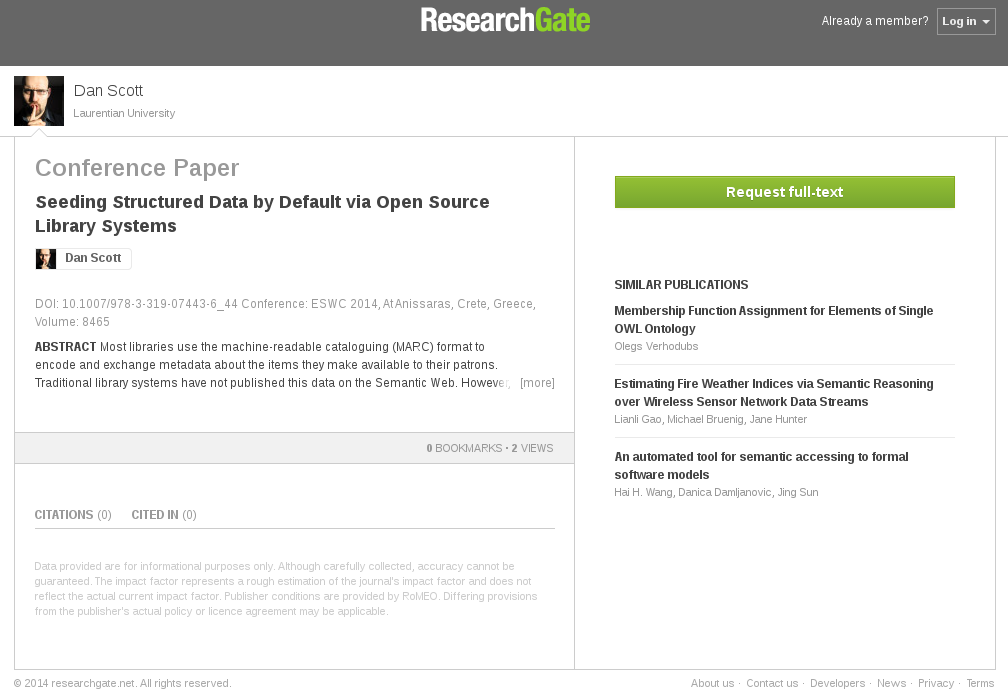 ResearchGate
Already a member? Log in
Dan Scott
Laurentian University
Conference Paper
Seeding Structured Data by Default via Open Source
Library Systems
Dan Scott
DOI: 10.1007/978-3-319-07443-6_44 Conference: ESWC 2014, At Anissaras, Crete, Greece,
Volume: 8465
ABSTRACT Most libraries use the machine-readable cataloguing (MARC) format to
encode and exchange metadata about the items they make available to their patrons.
Traditional library systems have not published this data on the Semantic Web. However, [more]
0 BOOKMARKS · 2 VIEWS
CITATIONS (0) CITED IN (0)
Data provided are for informational purposes only. Although carefully collected, accuracy cannot be
guaranteed. The impact factor represents a rough estimation of the journal's impact factor and does not
reflect the actual current impact factor. Publisher conditions are provided by RoMEO. Differing provisions
from the publisher's actual policy or licence agreement may be applicable.
Request full-text
SIMILAR PUBLICATIONS
Membership Function Assignment for Elements of Single
OWL Ontology
Olegs Verhodubs
Estimating Fire Weather Indices via Semantic Reasoning
over Wireless Sensor Network Data Streams
Lianli Gao, Michael Bruenig, Jane Hunter
An automated tool for semantic accessing to formal
software models
Hai H. Wang, Danica Damljanovic, Jing Sun
© 2014 researchgate.net. All rights reserved.
About us · Contact us · Developers · News · Privacy · Terms